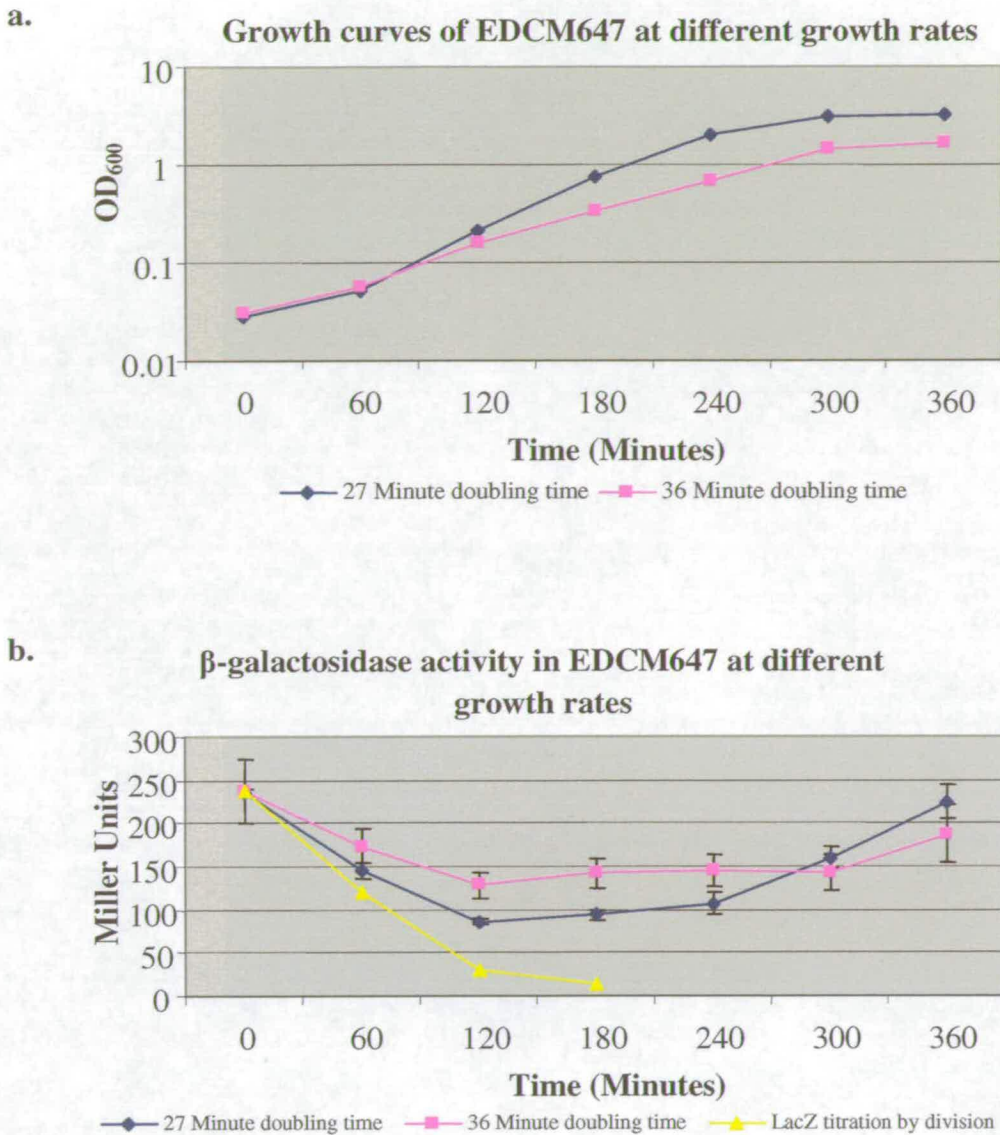 a.
Growth curves of EDCM647 at different growth rates
10
1
0.1
0.01
OD600
0 60 120 180 240 300 360
Time (Minutes)
27 Minute doubling time 36 Minute doubling time
b.
β-galactosidase activity in EDCM647 at different
growth rates
300
250
200
150
100
50
0
Miller Units
0 60 120 180 240 300 360
Time (Minutes)
27 Minute doubling time 36 Minute doubling time LacZ titration by division